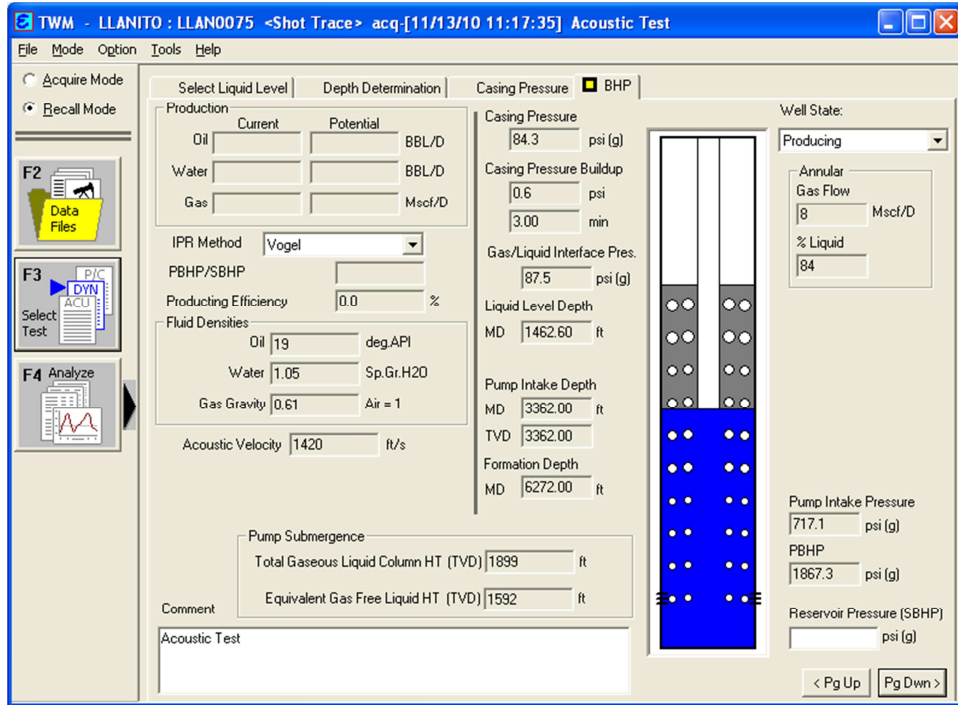 TWM - LLANITO : LLAN0075 <Shot Trace> acq-[11/13/10 11:17:35] Acoustic Test
File Mode Option Tools Help
Acquire Mode
Recall Mode
F2
Data
Files
F3
P/C
DYN
ACU
Select
Test
F4 Analyze
Select Liquid Level
Depth Determination
Casing Pressure
BHP
Production
Current Potential
Oil BBL/D
Water BBL/D
Gas Mscf/D
IPR Method Vogel
PBHP/SBHP
Producting Efficiency 0.0 %
Fluid Densities
Oil 19 deg.API
Water 1.05 Sp.Gr.H2O
Gas Gravity 0.61 Air = 1
Acoustic Velocity 1420 ft/s
Casing Pressure
84.3 psi (g)
Casing Pressure Buildup
0.6 psi
3.00 min
Gas/Liquid Interface Pres.
87.5 psi (g)
Liquid Level Depth
MD 1462.60 ft
Pump Intake Depth
MD 3362.00 ft
TVD 3362.00
Formation Depth
MD 6272.00 ft
Pump Submergence
Total Gaseous Liquid Column HT (TVD) 1899 ft
Equivalent Gas Free Liquid HT (TVD) 1592 ft
Comment
Acoustic Test
Well State:
Producing
Annular
Gas Flow
8 Mscf/D
% Liquid
84
Pump Intake Pressure
717.1 psi (g)
PBHP
1867.3 psi (g)
Reservoir Pressure (SBHP)
psi (g)
< Pg Up
Pg Dwn >